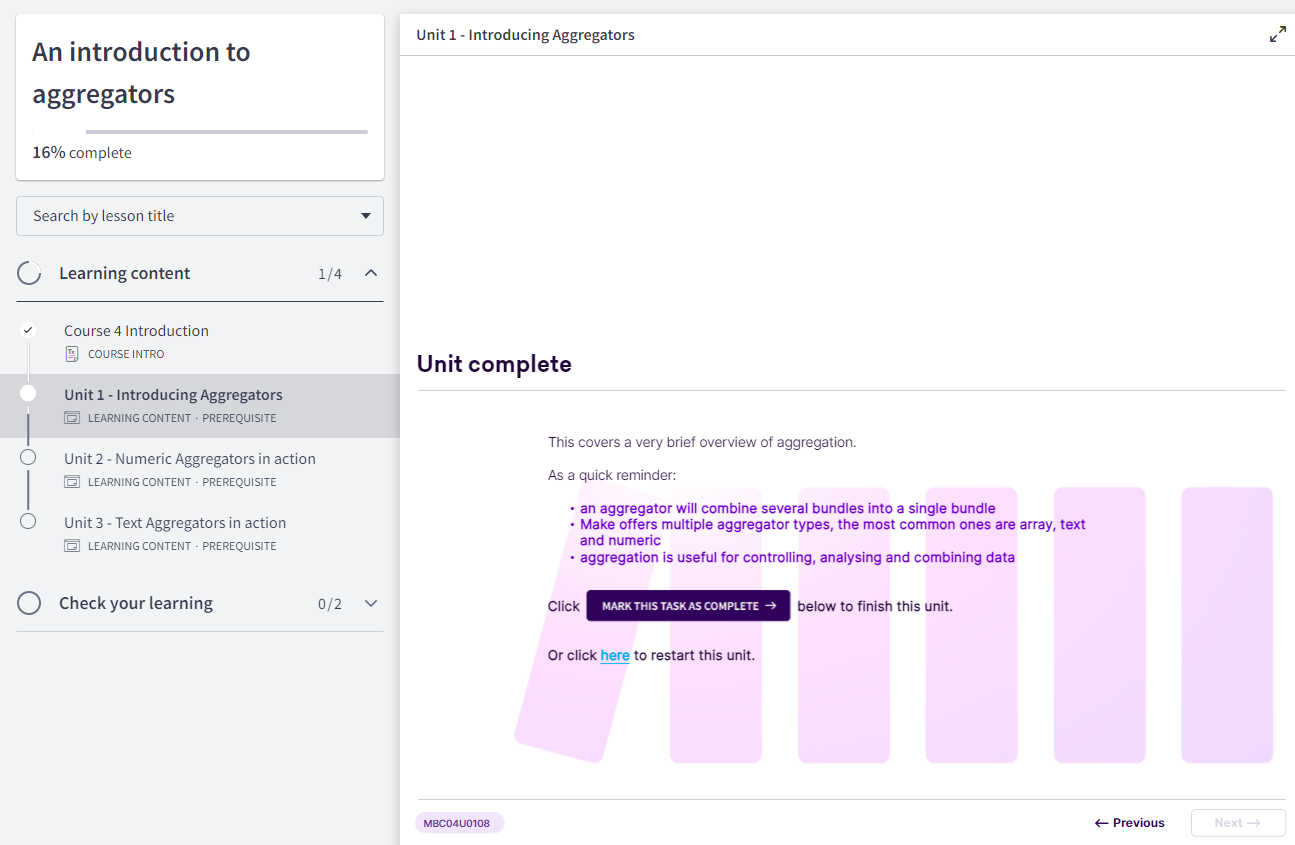 An introduction to
aggregators
16% complete
Search by lesson title
Learning content 1/4
Course 4 Introduction
COURSE INTRO
Unit 1 - Introducing Aggregators
LEARNING CONTENT · PREREQUISITE
Unit 2 - Numeric Aggregators in action
LEARNING CONTENT · PREREQUISITE
Unit 3 - Text Aggregators in action
LEARNING CONTENT · PREREQUISITE
Check your learning 0/2
Unit 1 - Introducing Aggregators
Unit complete
This covers a very brief overview of aggregation.
As a quick reminder:
• an aggregator will combine several bundles into a single bundle
• Make offers multiple aggregator types, the most common ones are array, text
and numeric
• aggregation is useful for controlling, analysing and combining data
Click MARK THIS TASK AS COMPLETE → below to finish this unit.
Or click here to restart this unit.
MBC04U0108
← Previous
Next →